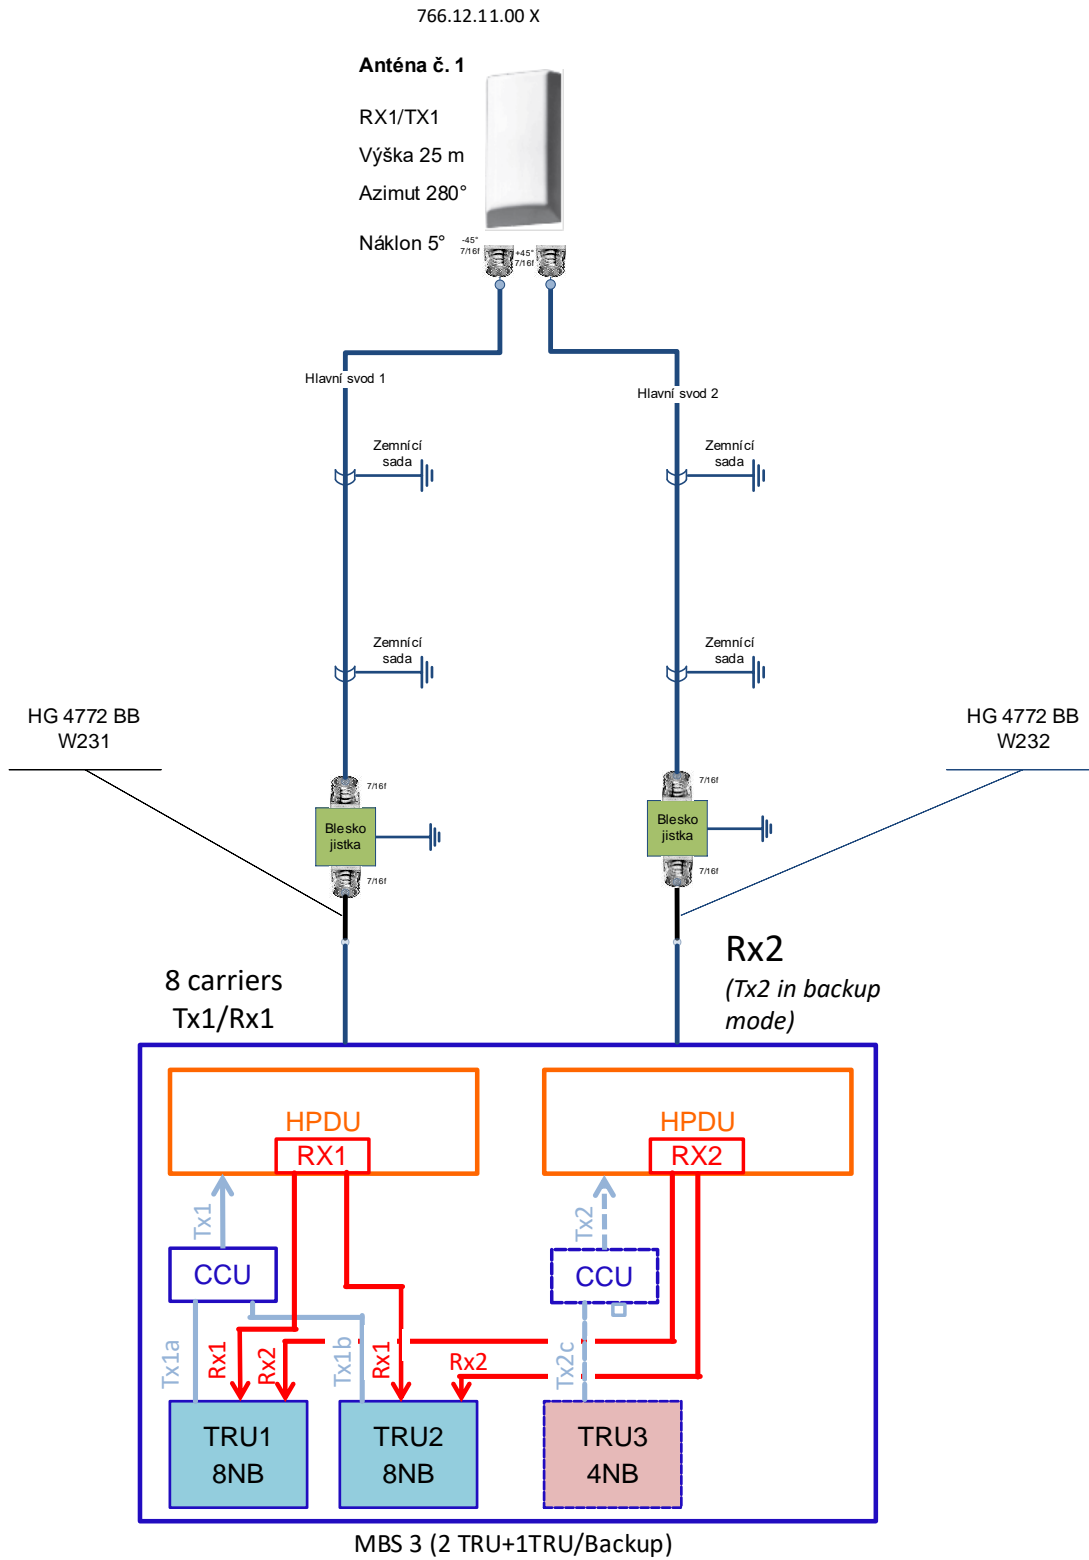 766.12.11.00 X
Anténa č. 1
RX1/TX1
Výška 25 m
Azimut 280°
Náklon 5°
-45°
7/16f
+45°
7/16f
Hlavní svod 1
Hlavní svod 2
Zemnící
sada
Zemnící
sada
Zemnící
sada
Zemnící
sada
HG 4772 BB
W231
HG 4772 BB
W232
7/16f
7/16f
Blesko
jistka
Blesko
jistka
7/16f
7/16f
8 carriers
Tx1/Rx1
Rx2
(Tx2 in backup
mode)
HPDU
RX1
HPDU
RX2
Tx1
Tx2
CCU
CCU
Tx1a
Rx1
Rx2
Tx1b
Rx1
Rx2
Tx2c
TRU1
8NB
TRU2
8NB
TRU3
4NB
MBS 3 (2 TRU+1TRU/Backup)